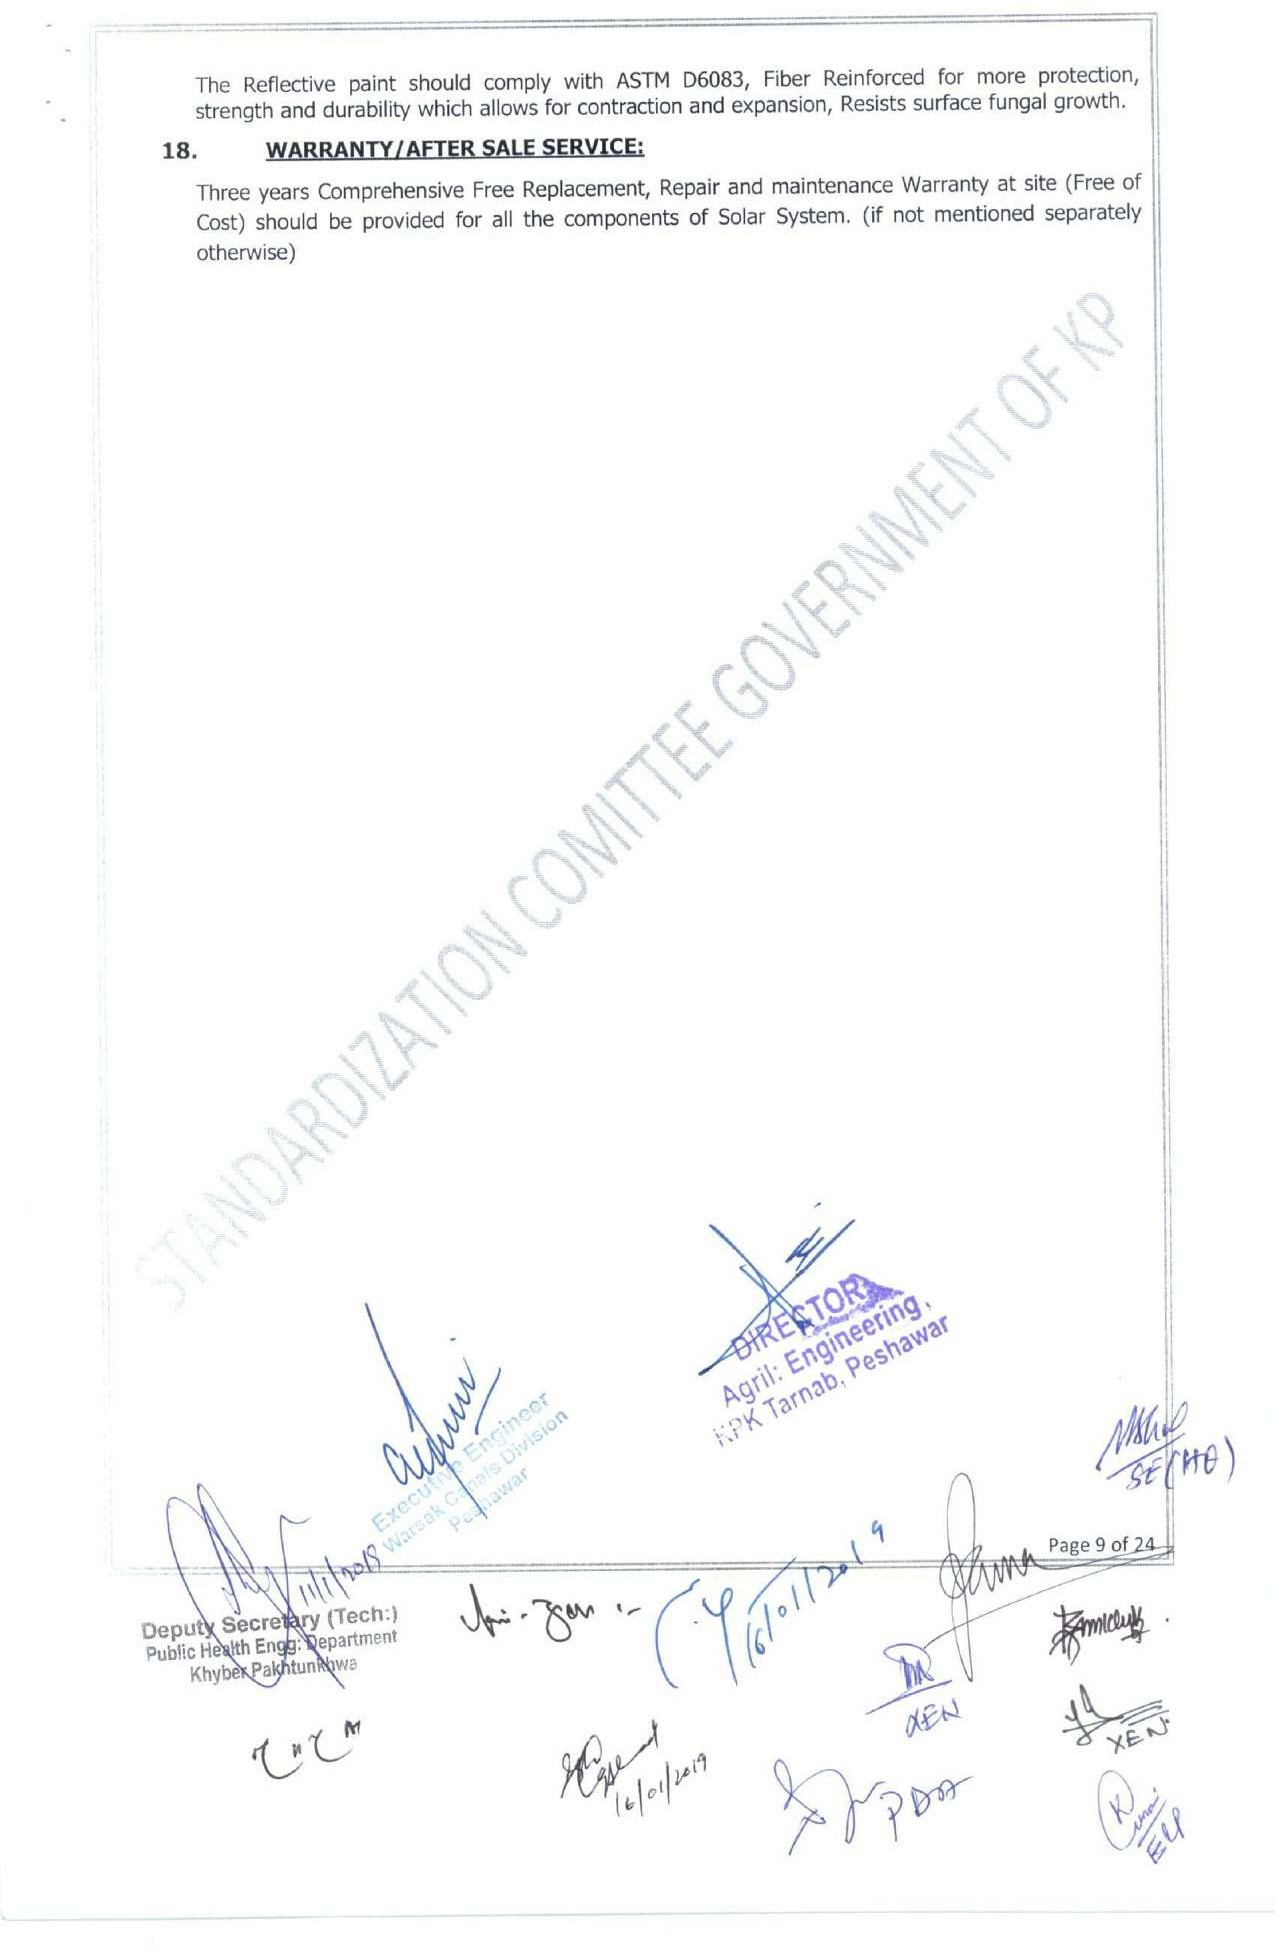 The Reflective paint should comply with ASTM D6083, Fiber Reinforced for more protection,
strength and durability which allows for contraction and expansion, Resists surface fungal growth.
18. WARRANTY/AFTER SALE SERVICE:
Three years Comprehensive Free Replacement, Repair and maintenance Warranty at site (Free of
Cost) should be provided for all the components of Solar System. (if not mentioned separately
otherwise)
STANDARDIZATION COMITTEE GOVERNMENT OF KP
DIRECTOR
Agril: Engineering,
KPK Tarnab, Peshawar
Executive Engineer
Warsak Canals Division
Peshawar
SE (HQ)
Page 9 of 24
Deputy Secretary (Tech:)
Public Health Engg: Department
Khyber Pakhtunkhwa
16/01/2019
XEN
XEN
16/01/2019
PDA